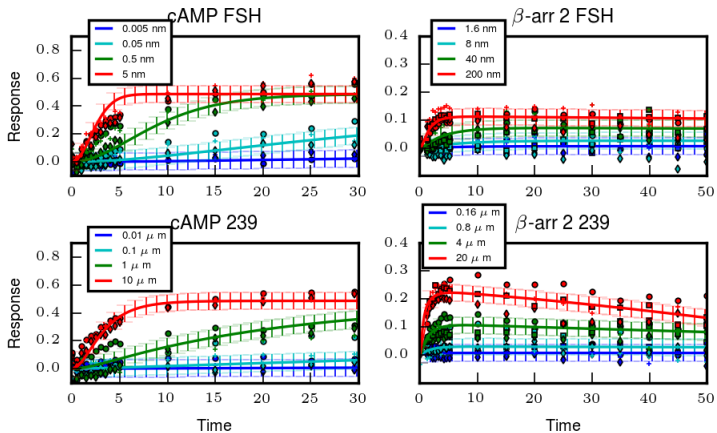 cAMP FSH
β-arr 2 FSH
0.005 nm
0.05 nm
0.5 nm
5 nm
1.6 nm
8 nm
40 nm
200 nm
Response
0.8
0.6
0.4
0.2
0.0
0.4
0.3
0.2
0.1
0.0
0 5 10 15 20 25 30
0 10 20 30 40 50
cAMP 239
β-arr 2 239
0.01 μ m
0.1 μ m
1 μ m
10 μ m
0.16 μ m
0.8 μ m
4 μ m
20 μ m
Response
0.8
0.6
0.4
0.2
0.0
0.4
0.3
0.2
0.1
0.0
0 5 10 15 20 25 30
0 10 20 30 40 50
Time
Time